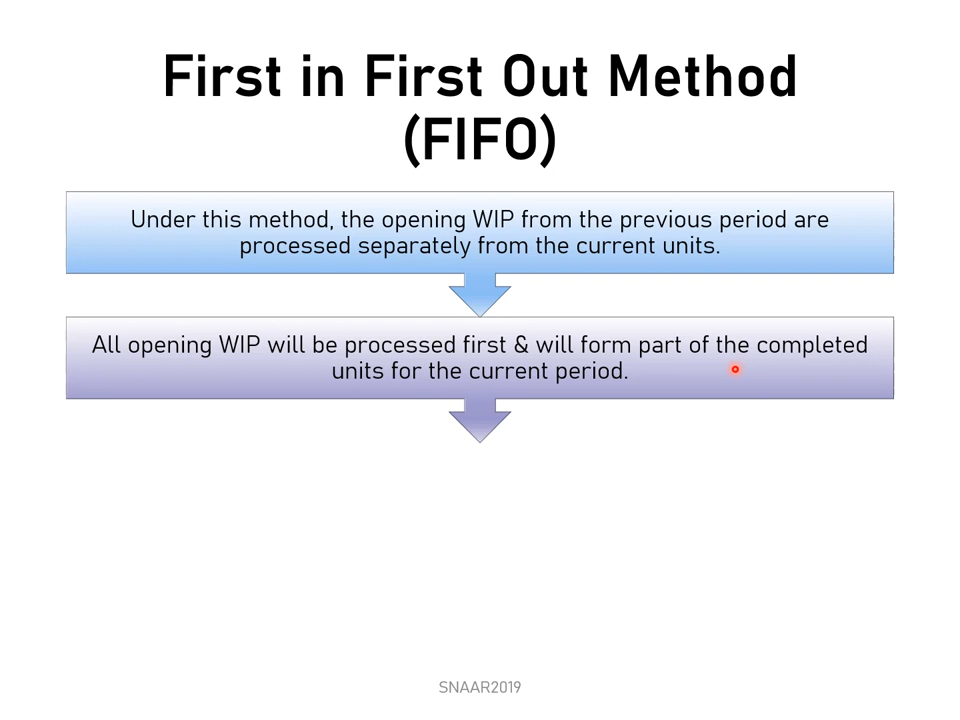 First in First Out Method
(FIFO)
Under this method, the opening WIP from the previous period are
processed separately from the current units.
All opening WIP will be processed first & will form part of the completed
units for the current period.
SNAAR2019